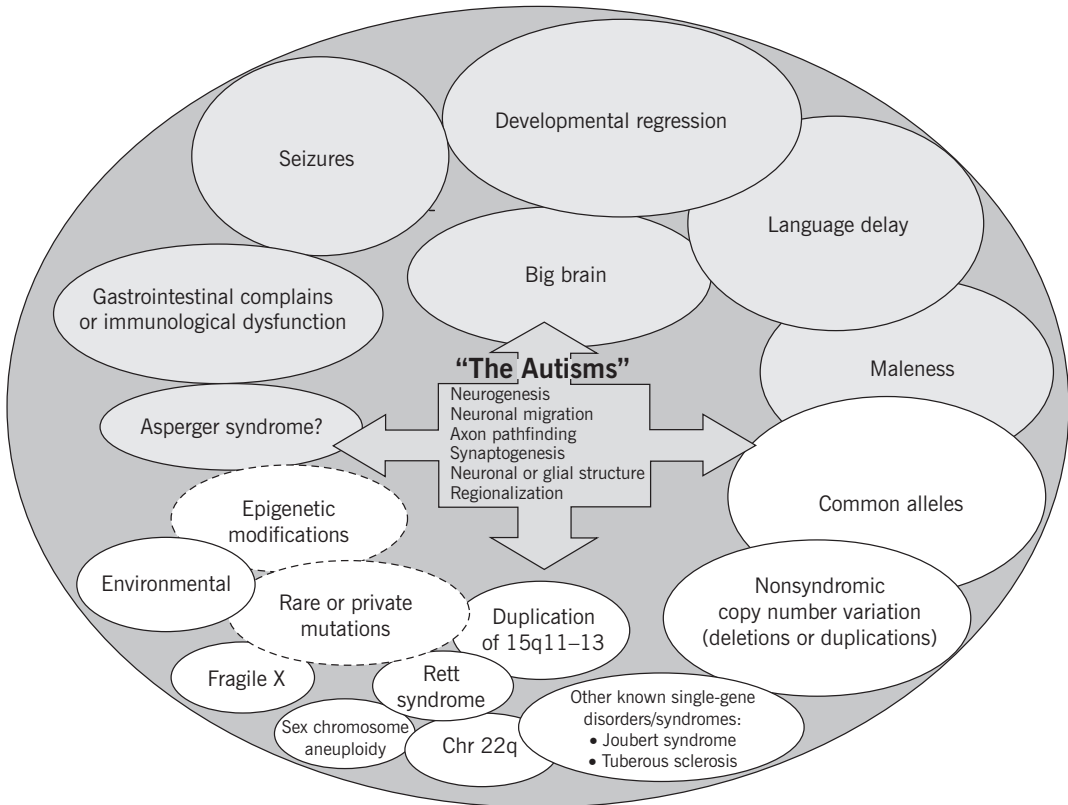 Developmental regression
Seizures
Language delay
Big brain
Gastrointestinal complains
or immunological dysfunction
"The Autisms"
Maleness
Neurogenesis
Neuronal migration
Axon pathfinding
Synaptogenesis
Neuronal or glial structure
Regionalization
Asperger syndrome?
Common alleles
Epigenetic
modifications
Environmental
Rare or private
mutations
Duplication
of 15q11–13
Nonsyndromic
copy number variation
(deletions or duplications)
Fragile X
Rett
syndrome
Other known single-gene
disorders/syndromes:
• Joubert syndrome
• Tuberous sclerosis
Sex chromosome
aneuploidy
Chr 22q